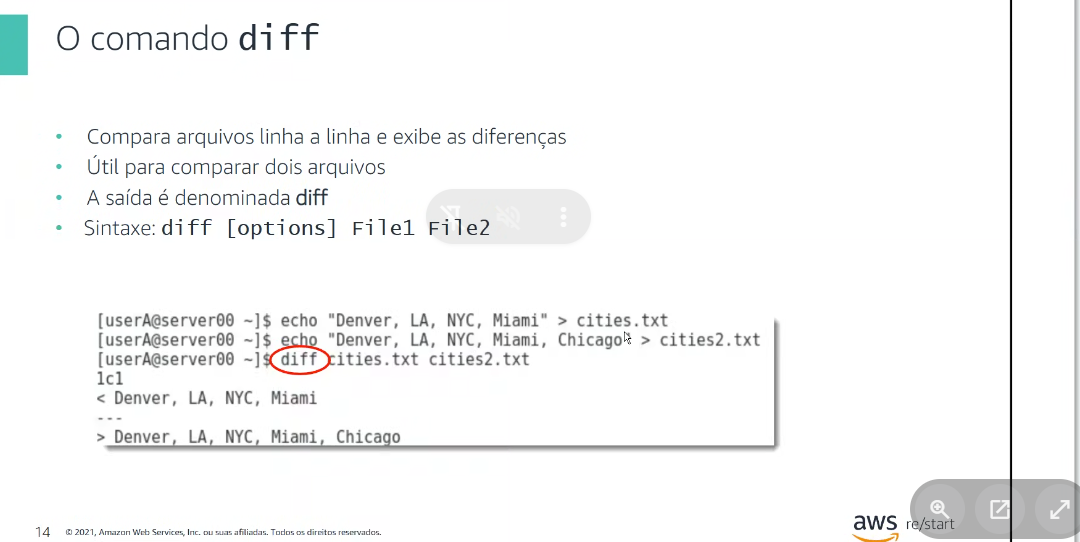 O comando diff
• Compara arquivos linha a linha e exibe as diferenças
• Útil para comparar dois arquivos
• A saída é denominada diff
• Sintaxe: diff [options] File1 File2
[userA@server00 ~]$ echo "Denver, LA, NYC, Miami" > cities.txt
[userA@server00 ~]$ echo "Denver, LA, NYC, Miami, Chicago" > cities2.txt
[userA@server00 ~]$ diff cities.txt cities2.txt
1c1
< Denver, LA, NYC, Miami
---
> Denver, LA, NYC, Miami, Chicago
14 © 2021, Amazon Web Services, Inc. ou suas afiliadas. Todos os direitos reservados.
aws re/start